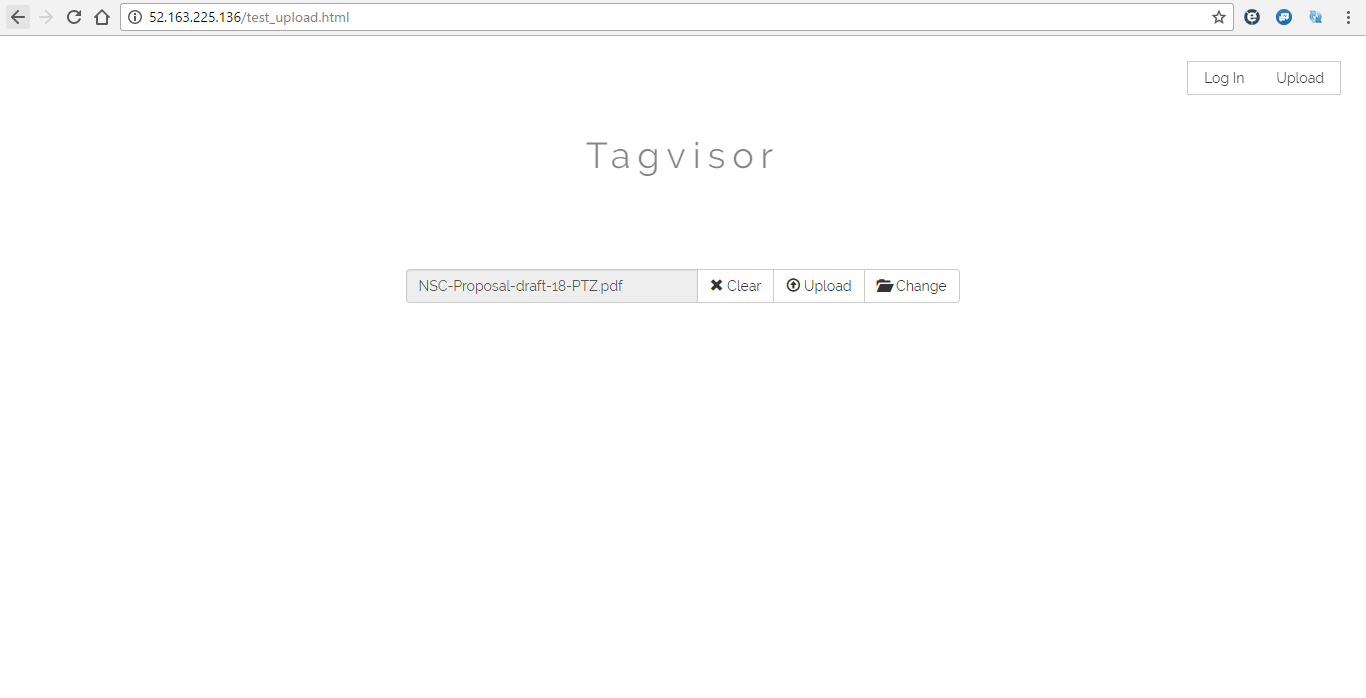 52.163.225.136/test_upload.html
Log In Upload
Tagvisor
NSC-Proposal-draft-18-PTZ.pdf Clear Upload Change